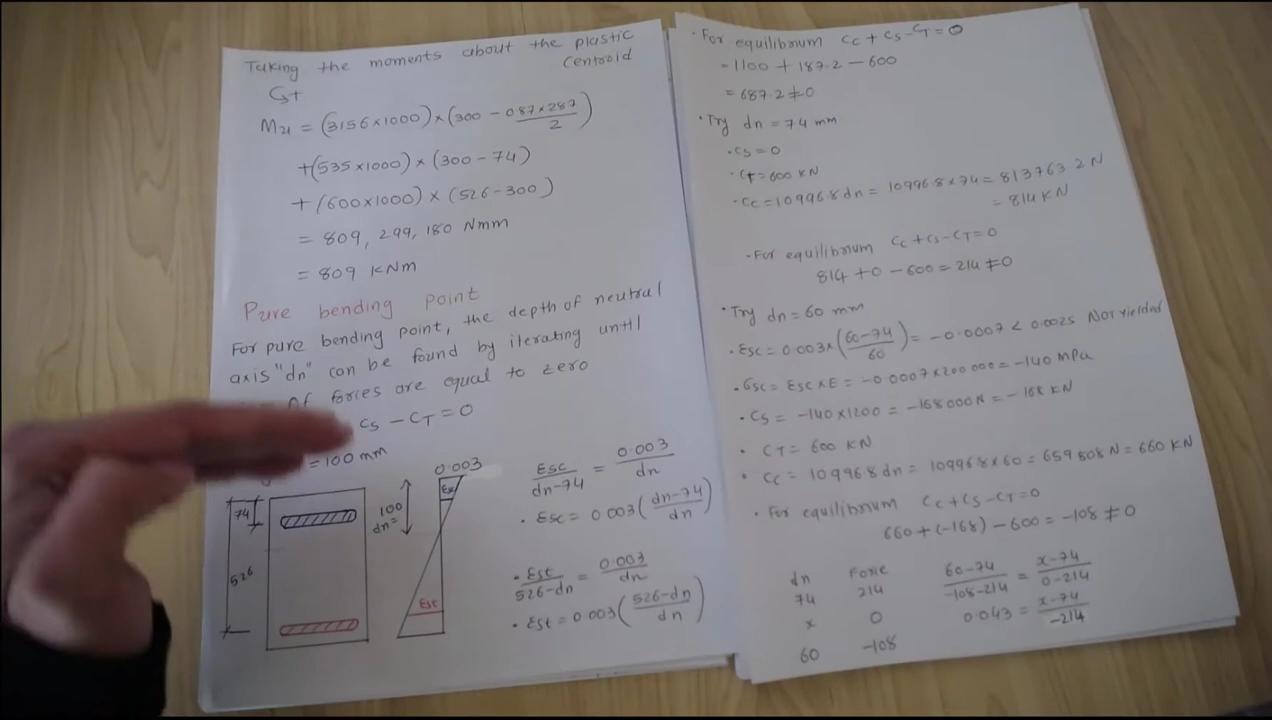 Taking the moments about the plastic
centroid
Mu = (3156×1000)×(300 - 0.87×287/2)
+(535×1000)×(300-74)
+(600×1000)×(526-300)
= 809, 299, 180 Nmm
= 809 KNm
Pure bending point
For pure bending point, the depth of neutral
axis "dn" can be found by iterating until
of forces are equal to zero
Cs - CT = 0
= 100 mm
74
526
100
dn=
0.003
Esc
Est
Esc/dn-74 = 0.003/dn
• Esc = 0.003(dn-74/dn)
• Est/526-dn = 0.003/dn
• Est = 0.003(526-dn/dn)
• For equilibrium Cc + Cs - CT = 0
= 1100 + 187.2 - 600
= 687.2 ≠ 0
• Try dn = 74 mm
• Cs = 0
• CT = 600 KN
• Cc = 10996.8 dn = 10996.8×74 = 813763.2 N
= 814 KN
• For equilibrium Cc + Cs - CT = 0
814 + 0 - 600 = 214 ≠ 0
• Try dn = 60 mm
• Esc = 0.003×(60-74/60) = -0.0007 < 0.0025 Not yielded
• σsc = Esc×E = -0.0007×200 000 = -140 mpa
• Cs = -140×1200 = -168000N = -168 KN
• CT = 600 KN
• Cc = 10996.8 dn = 10996.8×60 = 659808 N = 660 KN
• For equilibrium Cc + Cs - CT = 0
660+(-168) - 600 = -108 ≠ 0
dn Force
74 214
x 0
60 -108
60-74/-108-214 = x-74/0-214
0.043 = x-74/-214